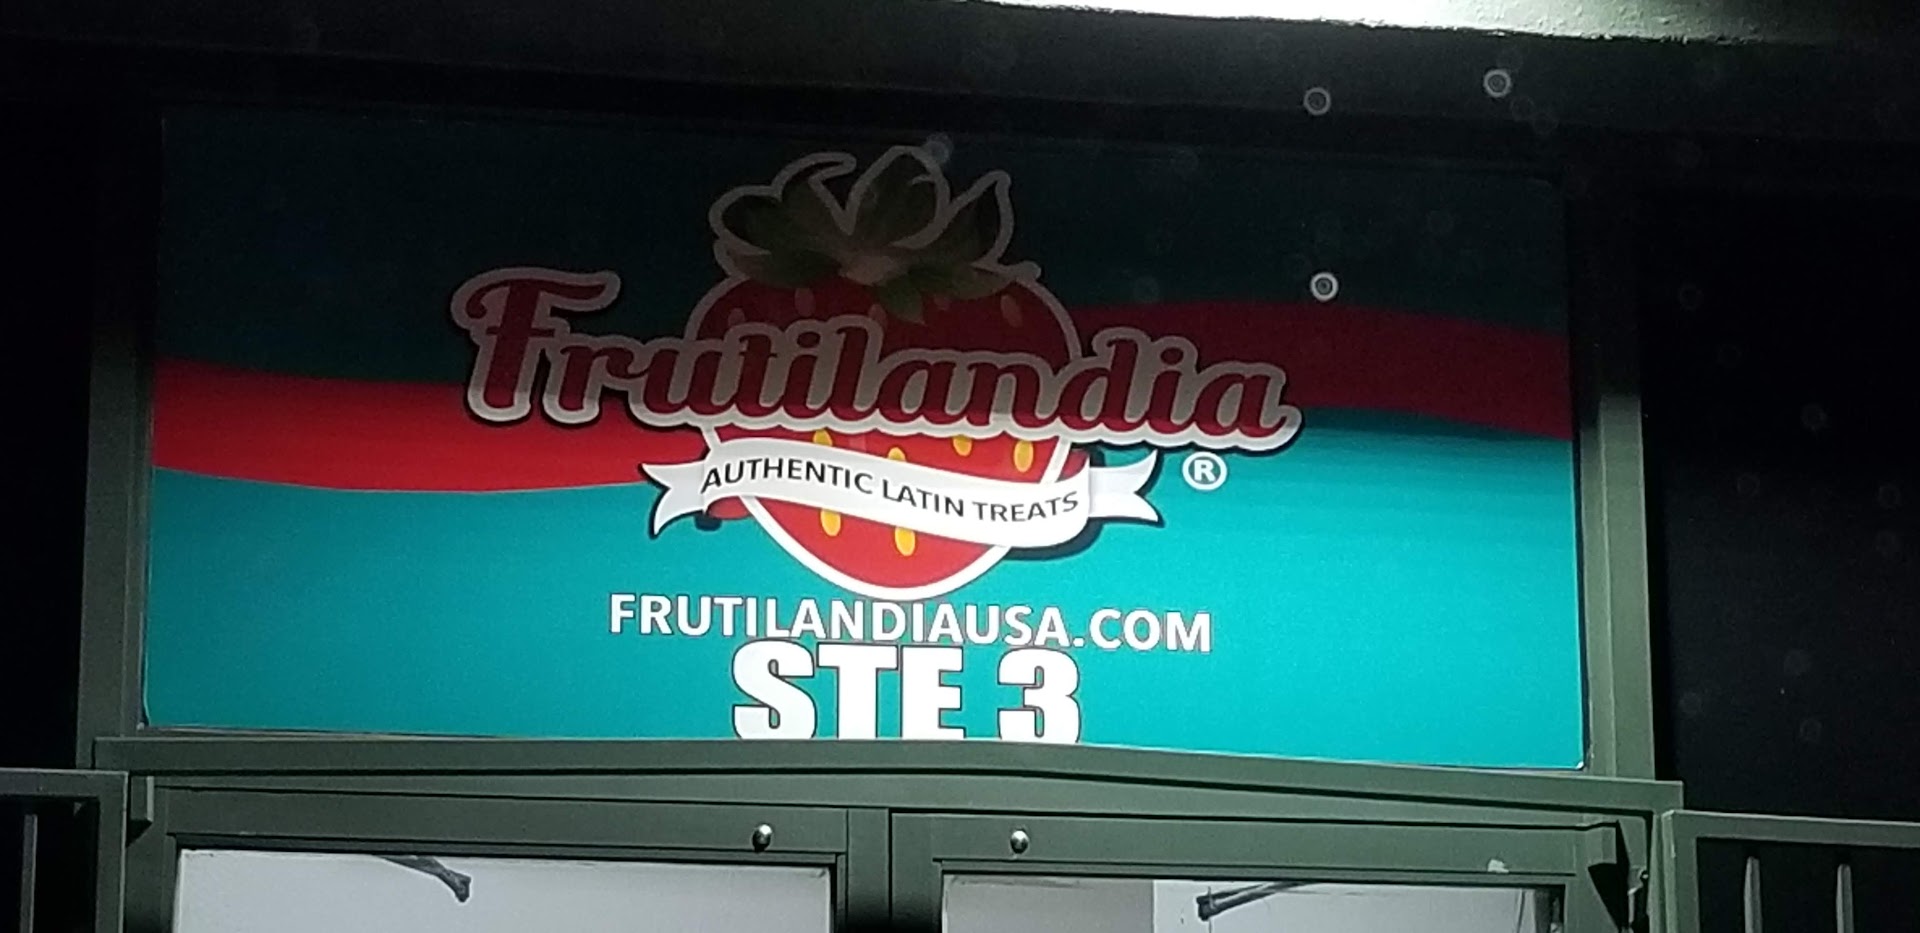 Frutilandia
AUTHENTIC LATIN TREATS
®
FRUTILANDIAUSA.COM
STE 3